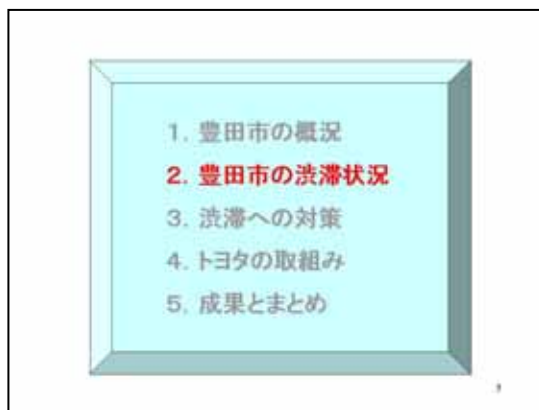 1. 豊田市の概況
2. 豊田市の渋滞状況
3. 渋滞への対策
4. トヨタの取組み
5. 成果とまとめ